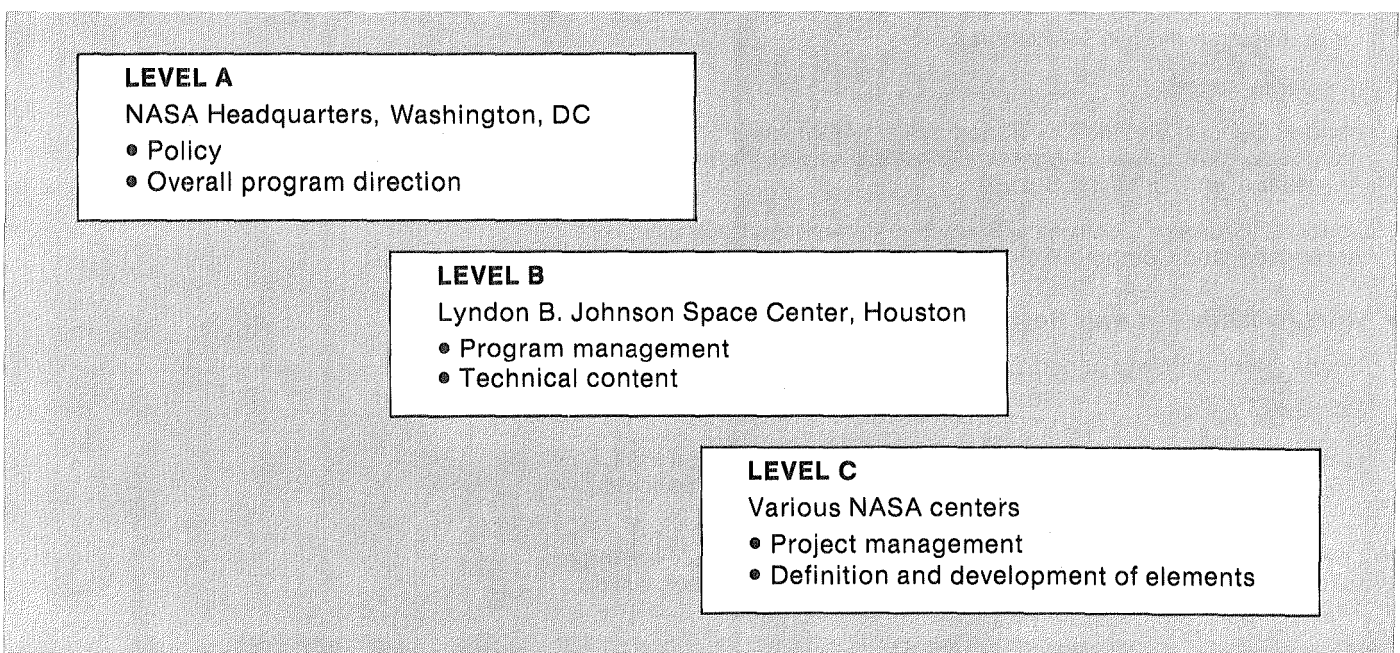 LEVEL A
NASA Headquarters, Washington, DC
• Policy
• Overall program direction
LEVEL B
Lyndon B. Johnson Space Center, Houston
• Program management
• Technical content
LEVEL C
Various NASA centers
• Project management
• Definition and development of elements